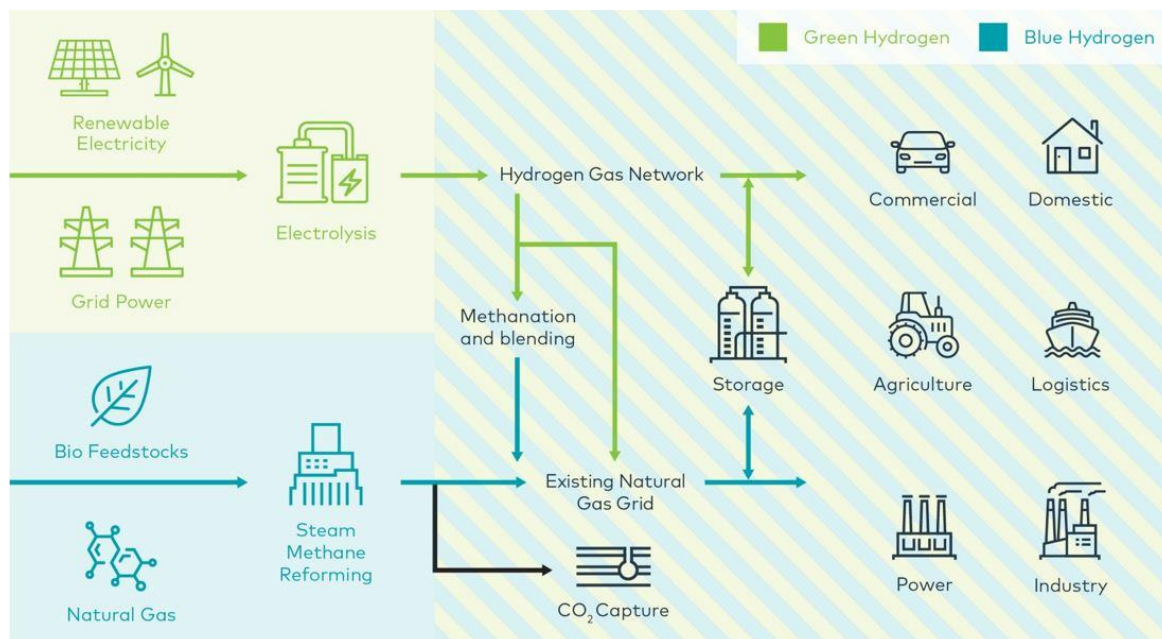 Green Hydrogen
Blue Hydrogen
Renewable
Electricity
Electrolysis
Grid Power
Hydrogen Gas Network
Methanation
and blending
Storage
Commercial
Domestic
Agriculture
Logistics
Bio Feedstocks
Steam
Methane
Reforming
Natural Gas
Existing Natural
Gas Grid
CO₂ Capture
Power
Industry